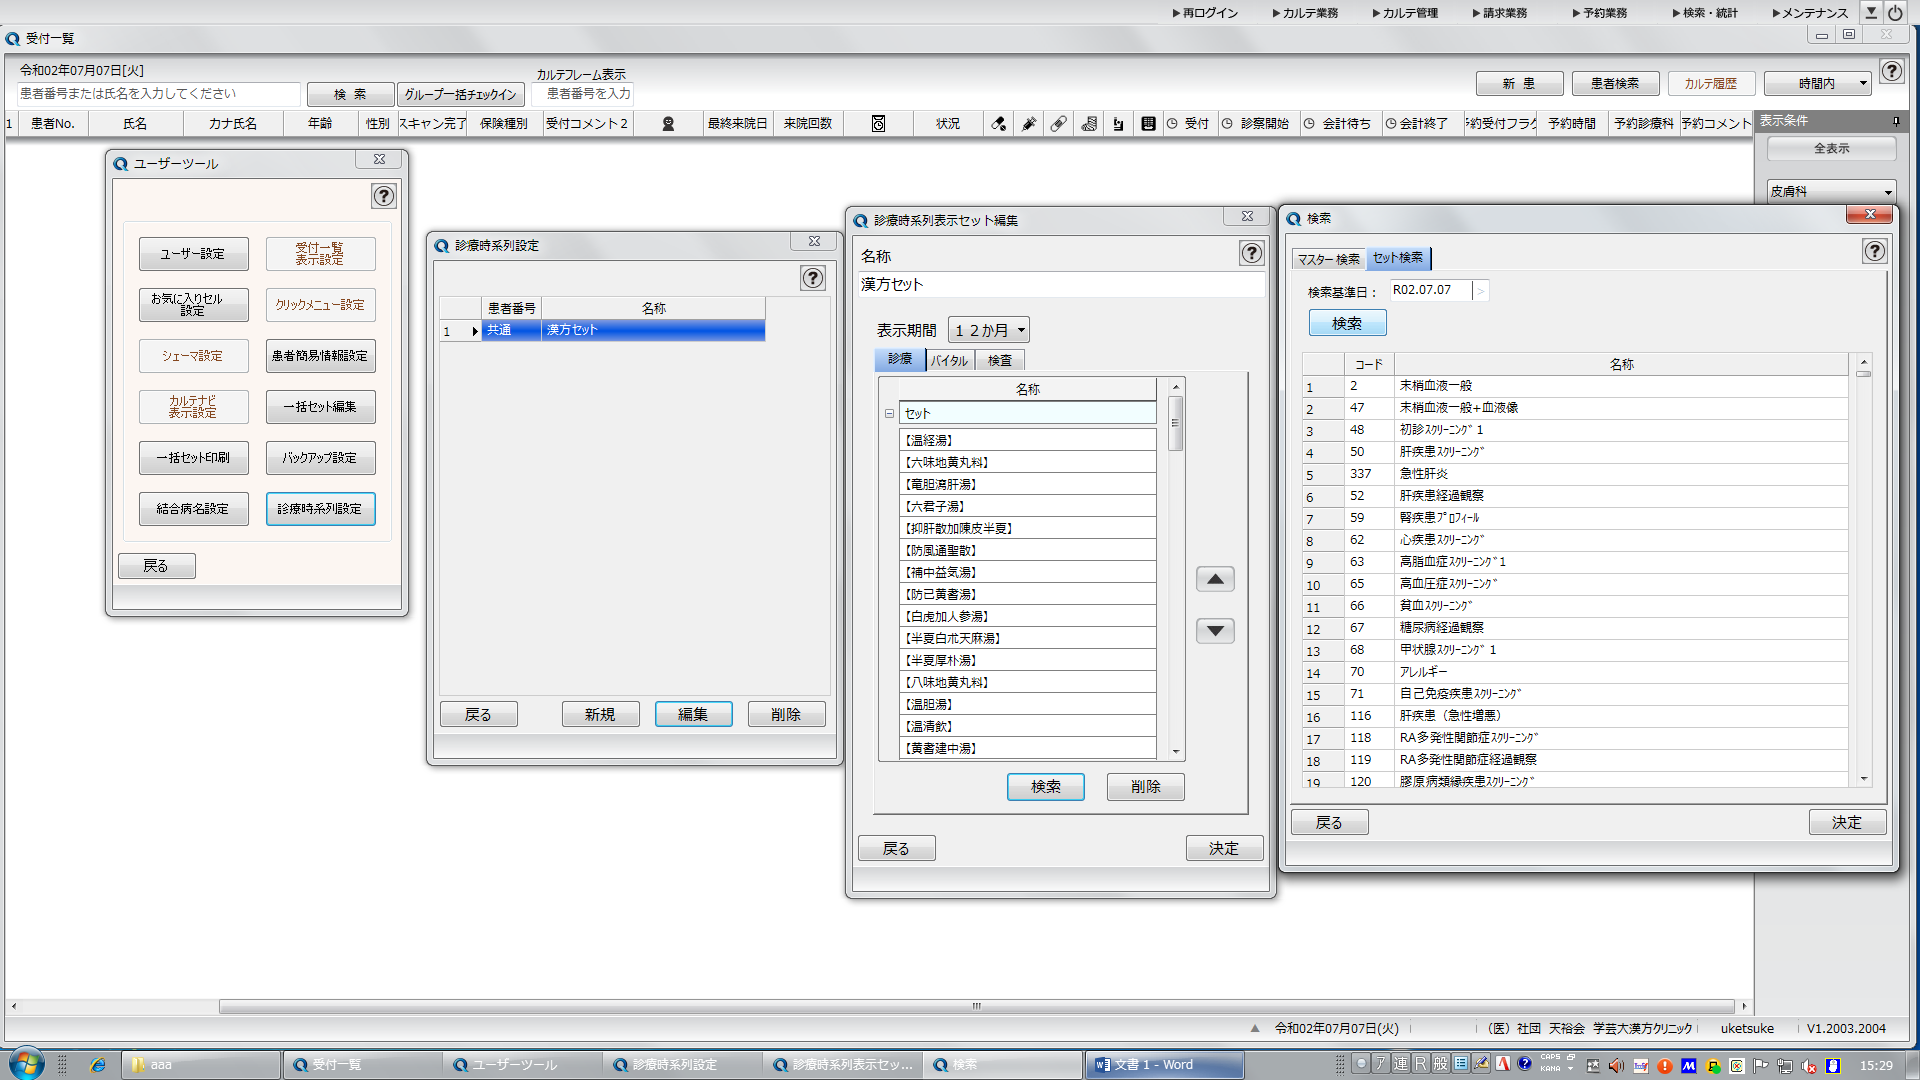 ▶再ログイン ▶カルテ業務 ▶カルテ管理 ▶請求業務 ▶予約業務 ▶検索・統計 ▶メンテナンス
受付一覧
令和02年07月07日[火]
カルテフレーム表示
患者番号または氏名を入力してください 検 索 グループ一括チェックイン 患者番号を入力
新 患 患者検索 カルテ履歴 時間内
1 患者No. 氏名 カナ氏名 年齢 性別 スキャン完了 保険種別 受付コメント2 最終来院日 来院回数 状況 受付 診察開始 会計待ち 会計終了 予約受付フラグ 予約時間 予約診療科 予約コメント
表示条件
全表示
皮膚科
ユーザーツール
ユーザー設定
受付一覧
表示設定
お気に入りセル
設定
クリックメニュー設定
シェーマ設定
患者簡易情報設定
カルテナビ
表示設定
一括セット編集
一括セット印刷
バックアップ設定
結合病名設定
診療時系列設定
戻る
診療時系列設定
患者番号 名称
1 共通 漢方セット
戻る 新規 編集 削除
診療時系列表示セット編集
名称
漢方セット
表示期間 12か月
診療 バイタル 検査
名称
セット
【温経湯】
【六味地黄丸料】
【竜胆瀉肝湯】
【六君子湯】
【抑肝散加陳皮半夏】
【防風通聖散】
【補中益気湯】
【防已黄耆湯】
【白虎加人参湯】
【半夏白朮天麻湯】
【半夏厚朴湯】
【八味地黄丸料】
【温胆湯】
【温清飲】
【黄耆建中湯】
検索 削除
戻る 決定
検索
マスター検索 セット検索
検索基準日： R02.07.07 >
検索
コード 名称
1 2 末梢血液一般
2 47 末梢血液一般+血液像
3 48 初診ｽｸﾘｰﾆﾝｸﾞ1
4 50 肝疾患ｽｸﾘｰﾆﾝｸﾞ
5 337 急性肝炎
6 52 肝疾患経過観察
7 59 腎疾患ﾌﾟﾛﾌｨｰﾙ
8 62 心疾患ｽｸﾘｰﾆﾝｸﾞ
9 63 高脂血症ｽｸﾘｰﾆﾝｸﾞ1
10 65 高血圧症ｽｸﾘｰﾆﾝｸﾞ
11 66 貧血ｽｸﾘｰﾆﾝｸﾞ
12 67 糖尿病経過観察
13 68 甲状腺ｽｸﾘｰﾆﾝｸﾞ1
14 70 アレルギー
15 71 自己免疫疾患ｽｸﾘｰﾆﾝｸﾞ
16 116 肝疾患（急性増悪）
17 118 RA多発性関節症ｽｸﾘｰﾆﾝｸﾞ
18 119 RA多発性関節症経過観察
19 120 膠原病類縁疾患ｽｸﾘｰﾆﾝｸﾞ
戻る 決定
令和02年07月07日(火) （医）社団 天裕会 学芸大漢方クリニック uketsuke V1.2003.2004
aaa 受付一覧 ユーザーツール 診療時系列設定 診療時系列表示セッ... 検索 文書 1 - Word
ア 連 R 般 CAPS KANA 15:29